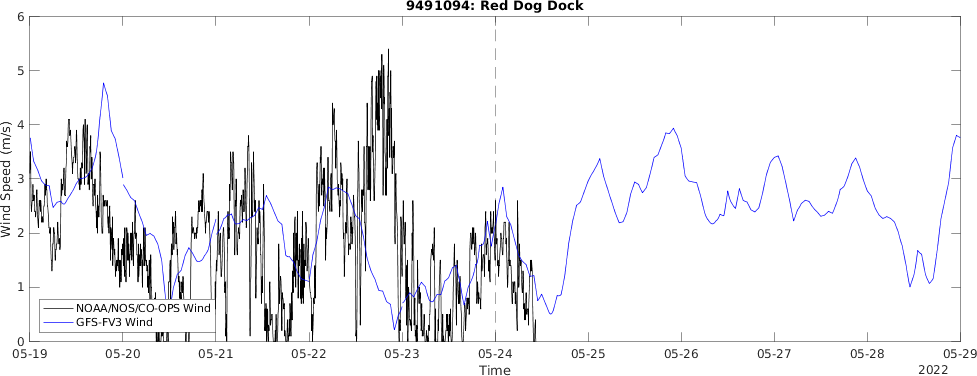 9491094: Red Dog Dock
Wind Speed (m/s)
6
5
4
3
2
1
0
NOAA/NOS/CO-OPS Wind
GFS-FV3 Wind
05-19 05-20 05-21 05-22 05-23 05-24 05-25 05-26 05-27 05-28 05-29
Time
2022